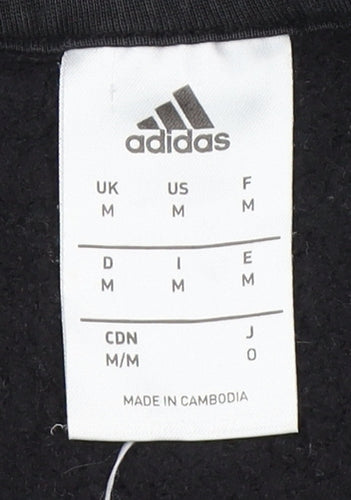 adidas
UK US F
M M M
D I E
M M M
CDN J
M/M O
MADE IN CAMBODIA